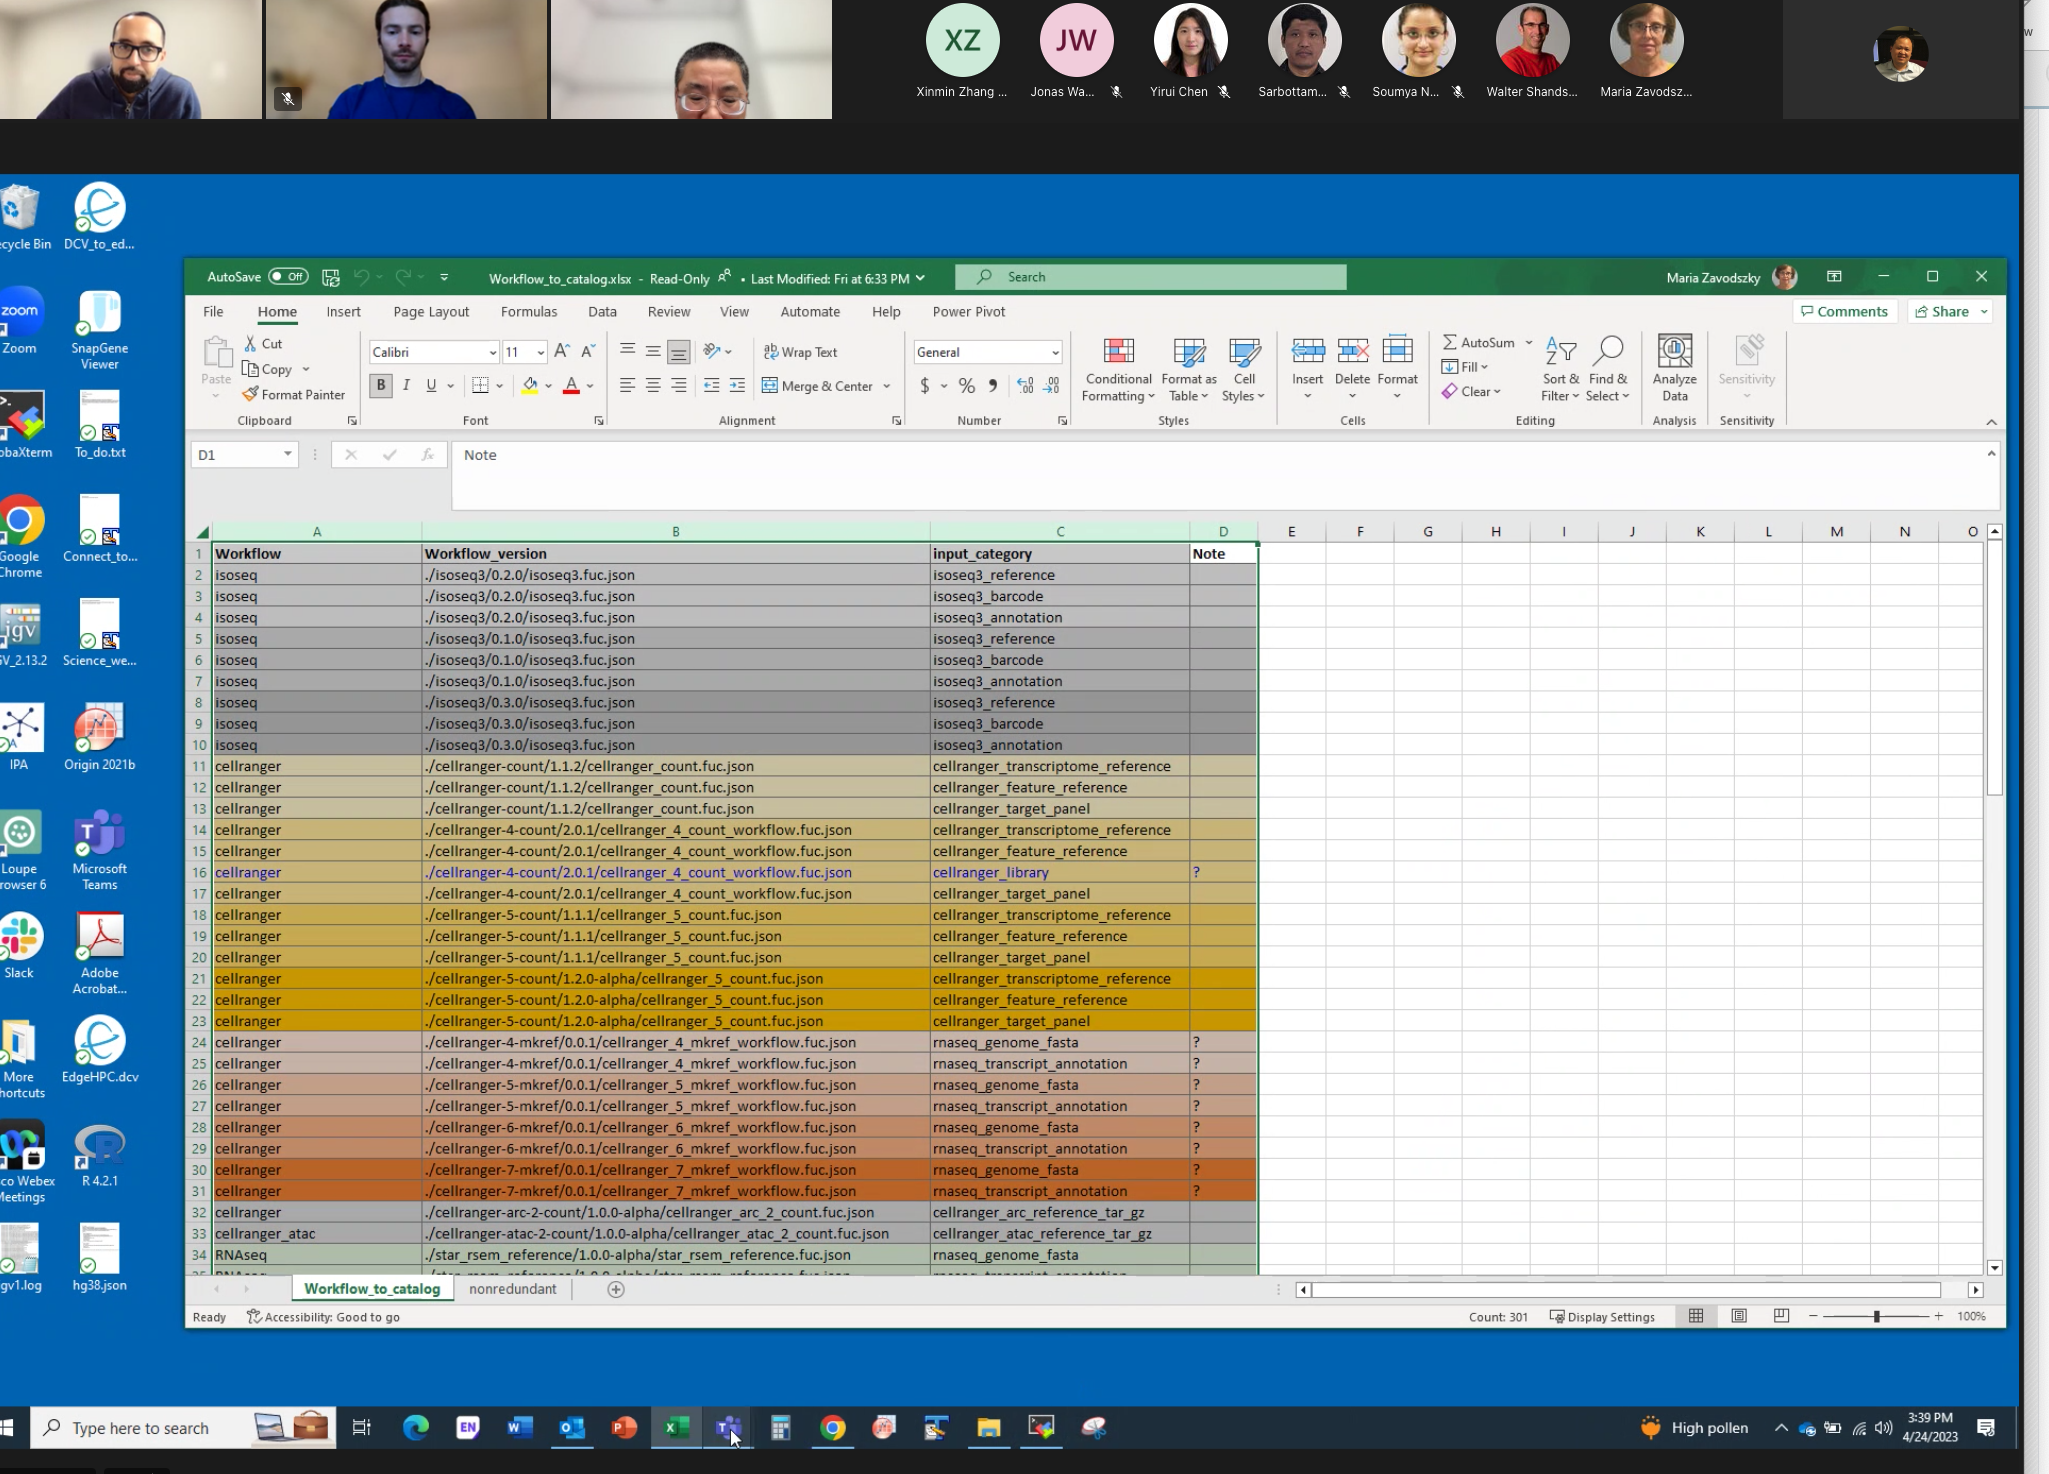 XZ
JW
Xinmin Zhang ...
Jonas Wa...
Yirui Chen
Sarbottam...
Soumya N...
Walter Shands...
Maria Zavodsz...
w
ecycle Bin
DCV_to_ed...
zoom
Zoom
SnapGene
Viewer
obaXterm
To_do.txt
Google
Chrome
Connect_to...
igv
GV_2.13.2
Science_we...
IPA
Origin 2021b
Loupe
rowser 6
Microsoft
Teams
Slack
Adobe
Acrobat...
More
hortcuts
EdgeHPC.dcv
sco Webex
Meetings
R 4.2.1
igv1.log
hg38.json
AutoSave Off
Workflow_to_catalog.xlsx - Read-Only • Last Modified: Fri at 6:33 PM
Search
Maria Zavodszky
File Home Insert Page Layout Formulas Data Review View Automate Help Power Pivot
Comments Share
Paste
Cut
Copy
Format Painter
Calibri 11
B I U
ab Wrap Text
Merge & Center
General
$ %
Conditional
Formatting
Format as
Table
Cell
Styles
Insert Delete Format
AutoSum
Fill
Clear
Sort &
Filter
Find &
Select
Analyze
Data
Sensitivity
Clipboard Font Alignment Number Styles Cells Editing Analysis Sensitivity
D1 fx Note
A B C D E F G H I J K L M N O
1 Workflow Workflow_version input_category Note
2 isoseq ./isoseq3/0.2.0/isoseq3.fuc.json isoseq3_reference
3 isoseq ./isoseq3/0.2.0/isoseq3.fuc.json isoseq3_barcode
4 isoseq ./isoseq3/0.2.0/isoseq3.fuc.json isoseq3_annotation
5 isoseq ./isoseq3/0.1.0/isoseq3.fuc.json isoseq3_reference
6 isoseq ./isoseq3/0.1.0/isoseq3.fuc.json isoseq3_barcode
7 isoseq ./isoseq3/0.1.0/isoseq3.fuc.json isoseq3_annotation
8 isoseq ./isoseq3/0.3.0/isoseq3.fuc.json isoseq3_reference
9 isoseq ./isoseq3/0.3.0/isoseq3.fuc.json isoseq3_barcode
10 isoseq ./isoseq3/0.3.0/isoseq3.fuc.json isoseq3_annotation
11 cellranger ./cellranger-count/1.1.2/cellranger_count.fuc.json cellranger_transcriptome_reference
12 cellranger ./cellranger-count/1.1.2/cellranger_count.fuc.json cellranger_feature_reference
13 cellranger ./cellranger-count/1.1.2/cellranger_count.fuc.json cellranger_target_panel
14 cellranger ./cellranger-4-count/2.0.1/cellranger_4_count_workflow.fuc.json cellranger_transcriptome_reference
15 cellranger ./cellranger-4-count/2.0.1/cellranger_4_count_workflow.fuc.json cellranger_feature_reference
16 cellranger ./cellranger-4-count/2.0.1/cellranger_4_count_workflow.fuc.json cellranger_library ?
17 cellranger ./cellranger-4-count/2.0.1/cellranger_4_count_workflow.fuc.json cellranger_target_panel
18 cellranger ./cellranger-5-count/1.1.1/cellranger_5_count.fuc.json cellranger_transcriptome_reference
19 cellranger ./cellranger-5-count/1.1.1/cellranger_5_count.fuc.json cellranger_feature_reference
20 cellranger ./cellranger-5-count/1.1.1/cellranger_5_count.fuc.json cellranger_target_panel
21 cellranger ./cellranger-5-count/1.2.0-alpha/cellranger_5_count.fuc.json cellranger_transcriptome_reference
22 cellranger ./cellranger-5-count/1.2.0-alpha/cellranger_5_count.fuc.json cellranger_feature_reference
23 cellranger ./cellranger-5-count/1.2.0-alpha/cellranger_5_count.fuc.json cellranger_target_panel
24 cellranger ./cellranger-4-mkref/0.0.1/cellranger_4_mkref_workflow.fuc.json rnaseq_genome_fasta ?
25 cellranger ./cellranger-4-mkref/0.0.1/cellranger_4_mkref_workflow.fuc.json rnaseq_transcript_annotation ?
26 cellranger ./cellranger-5-mkref/0.0.1/cellranger_5_mkref_workflow.fuc.json rnaseq_genome_fasta ?
27 cellranger ./cellranger-5-mkref/0.0.1/cellranger_5_mkref_workflow.fuc.json rnaseq_transcript_annotation ?
28 cellranger ./cellranger-6-mkref/0.0.1/cellranger_6_mkref_workflow.fuc.json rnaseq_genome_fasta ?
29 cellranger ./cellranger-6-mkref/0.0.1/cellranger_6_mkref_workflow.fuc.json rnaseq_transcript_annotation ?
30 cellranger ./cellranger-7-mkref/0.0.1/cellranger_7_mkref_workflow.fuc.json rnaseq_genome_fasta ?
31 cellranger ./cellranger-7-mkref/0.0.1/cellranger_7_mkref_workflow.fuc.json rnaseq_transcript_annotation ?
32 cellranger ./cellranger-arc-2-count/1.0.0-alpha/cellranger_arc_2_count.fuc.json cellranger_arc_reference_tar_gz
33 cellranger_atac ./cellranger-atac-2-count/1.0.0-alpha/cellranger_atac_2_count.fuc.json cellranger_atac_reference_tar_gz
34 RNAseq ./star_rsem_reference/1.0.0-alpha/star_rsem_reference.fuc.json rnaseq_genome_fasta
Workflow_to_catalog nonredundant
Ready Accessibility: Good to go Count: 301 Display Settings 100%
Type here to search
EN
High pollen
3:39 PM
4/24/2023